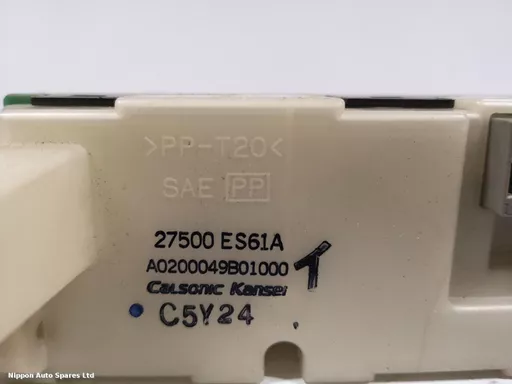 >PP-T20<
SAE PP
27500 ES61A
A0200049B01000
CALSONIC KANSEI
C5Y24
Nippon Auto Spares Ltd